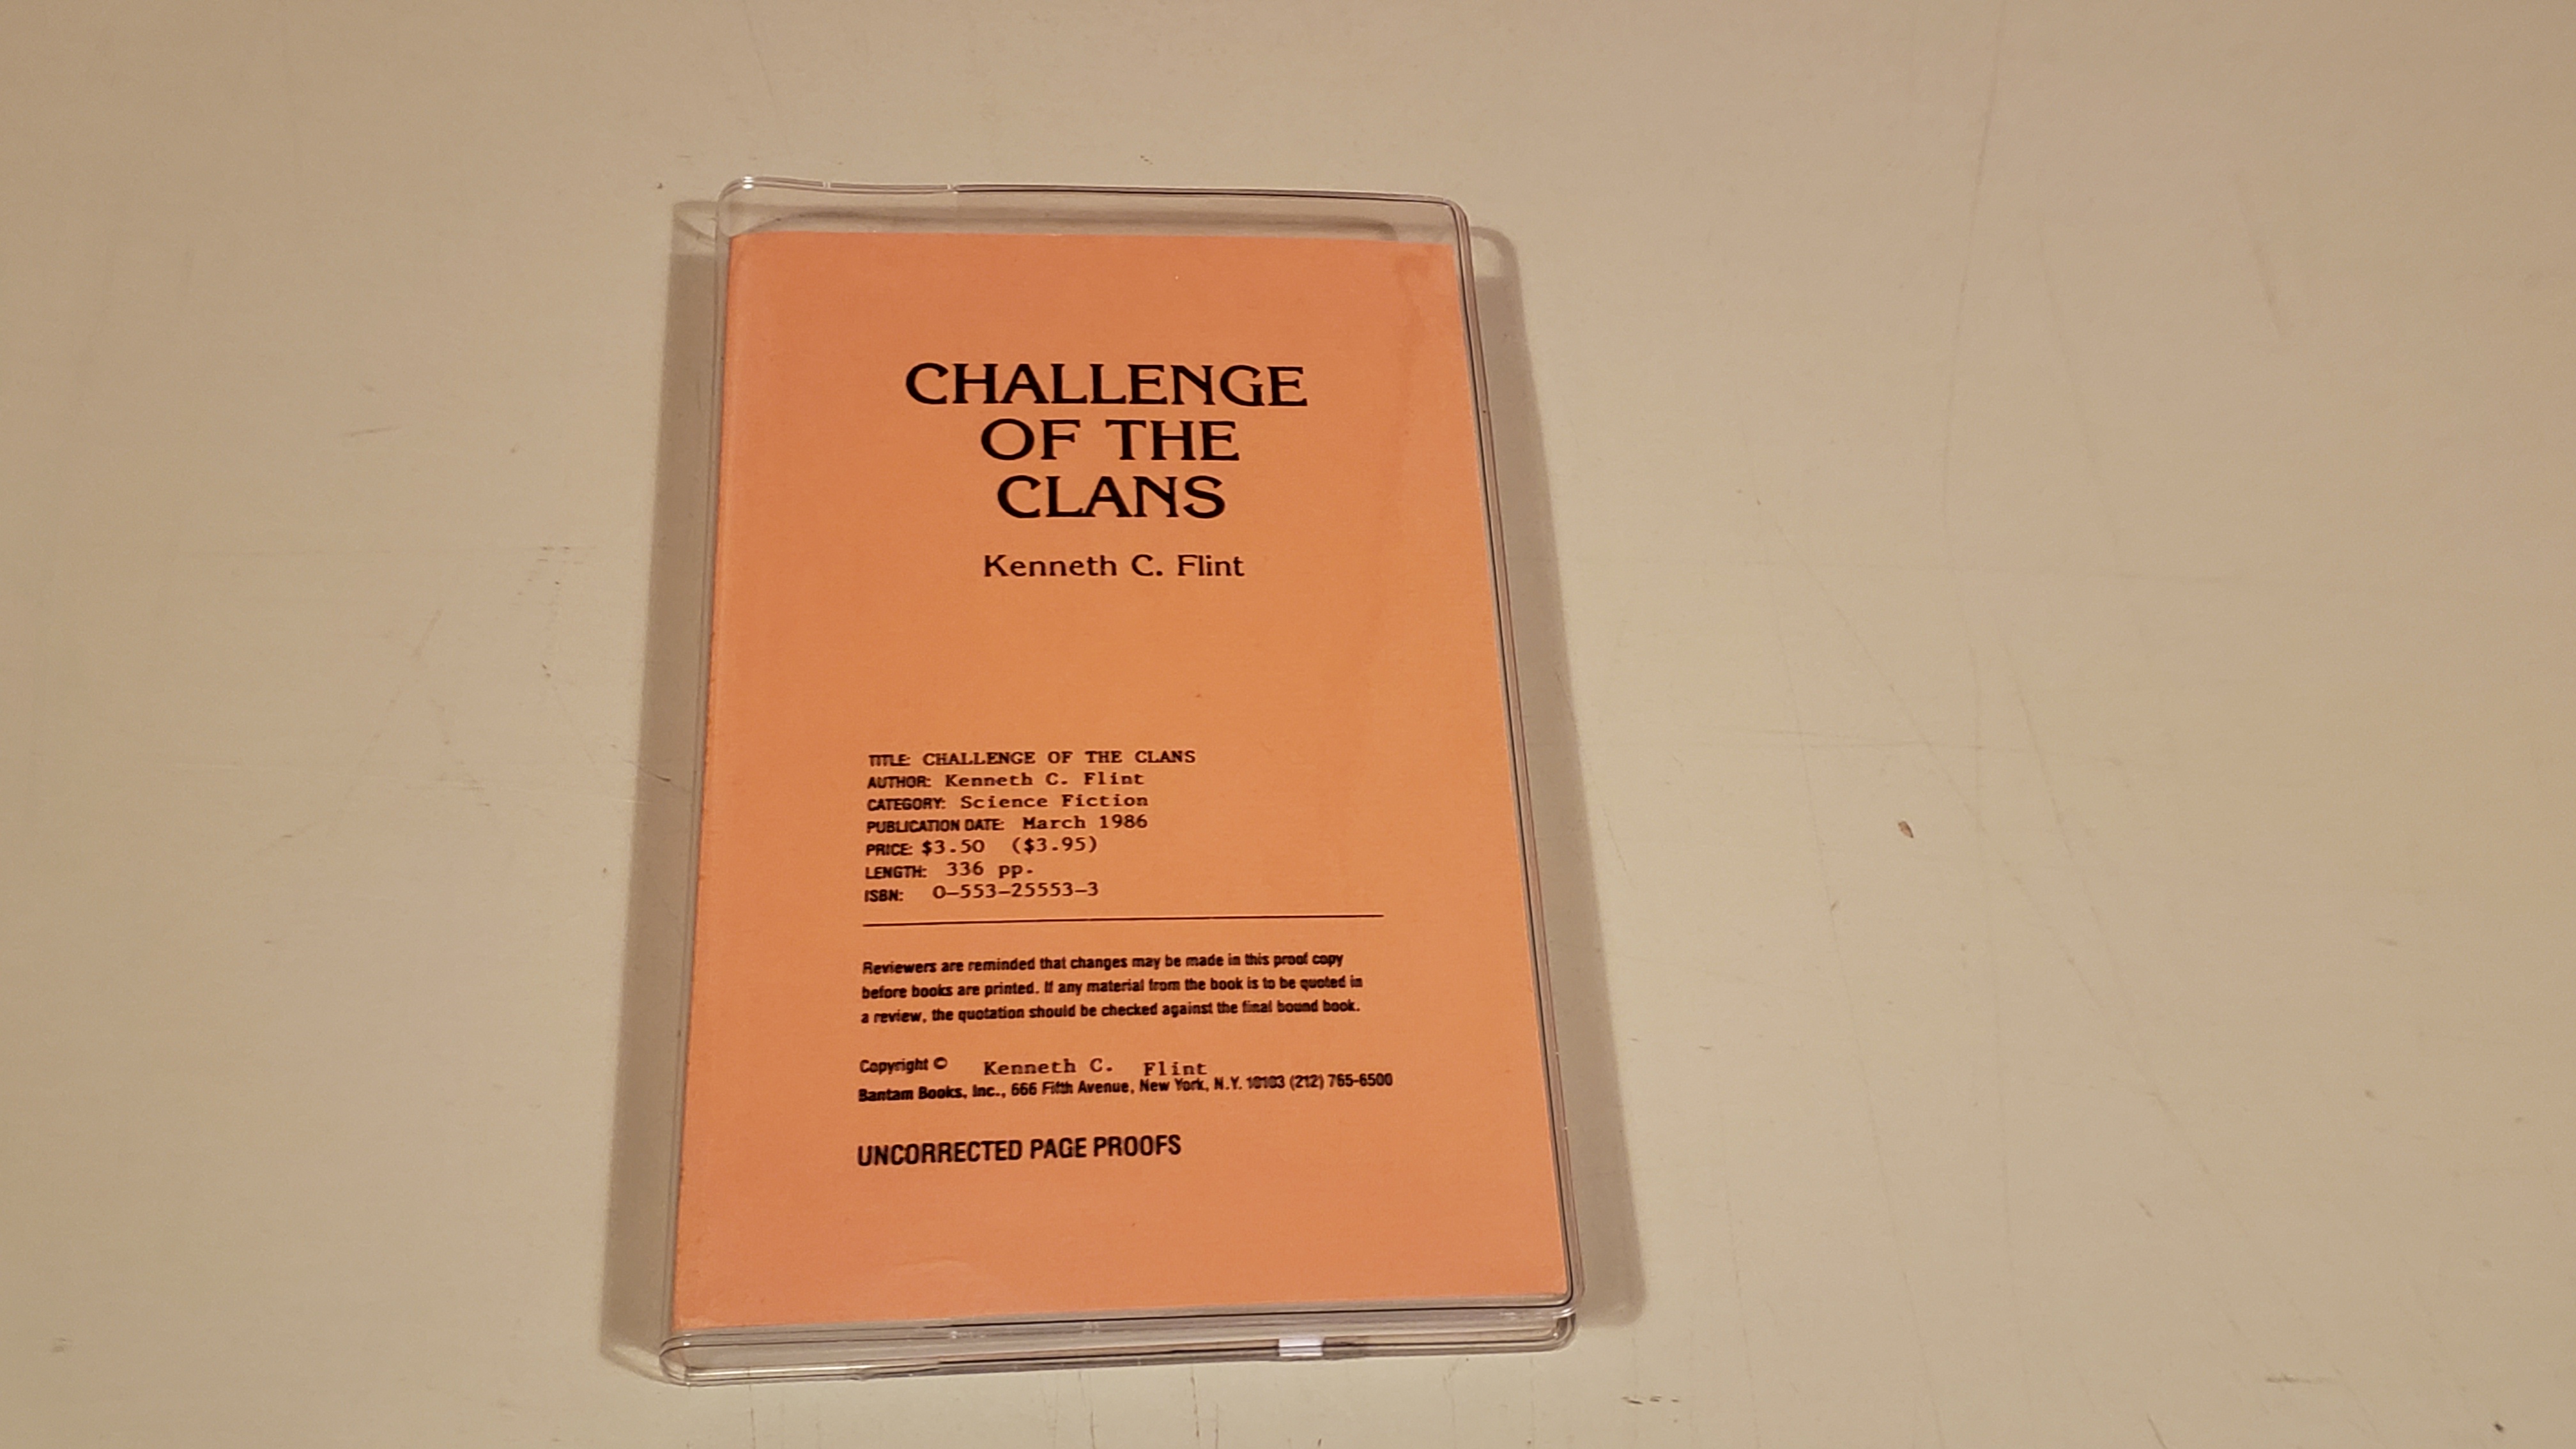 CHALLENGE
OF THE
CLANS
Kenneth C. Flint
TITLE: CHALLENGE OF THE CLANS
AUTHOR: Kenneth C. Flint
CATEGORY: Science Fiction
PUBLICATION DATE: March 1986
PRICE: $3.50 ($3.95)
LENGTH: 336 pp.
ISBN: 0-553-25553-3
Reviewers are reminded that changes may be made in this proof copy
before books are printed. If any material from the book is to be quoted in
a review, the quotation should be checked against the final bound book.
Copyright © Kenneth C. Flint
Bantam Books, Inc., 666 Fifth Avenue, New York, N.Y. 10103 (212) 765-6500
UNCORRECTED PAGE PROOFS